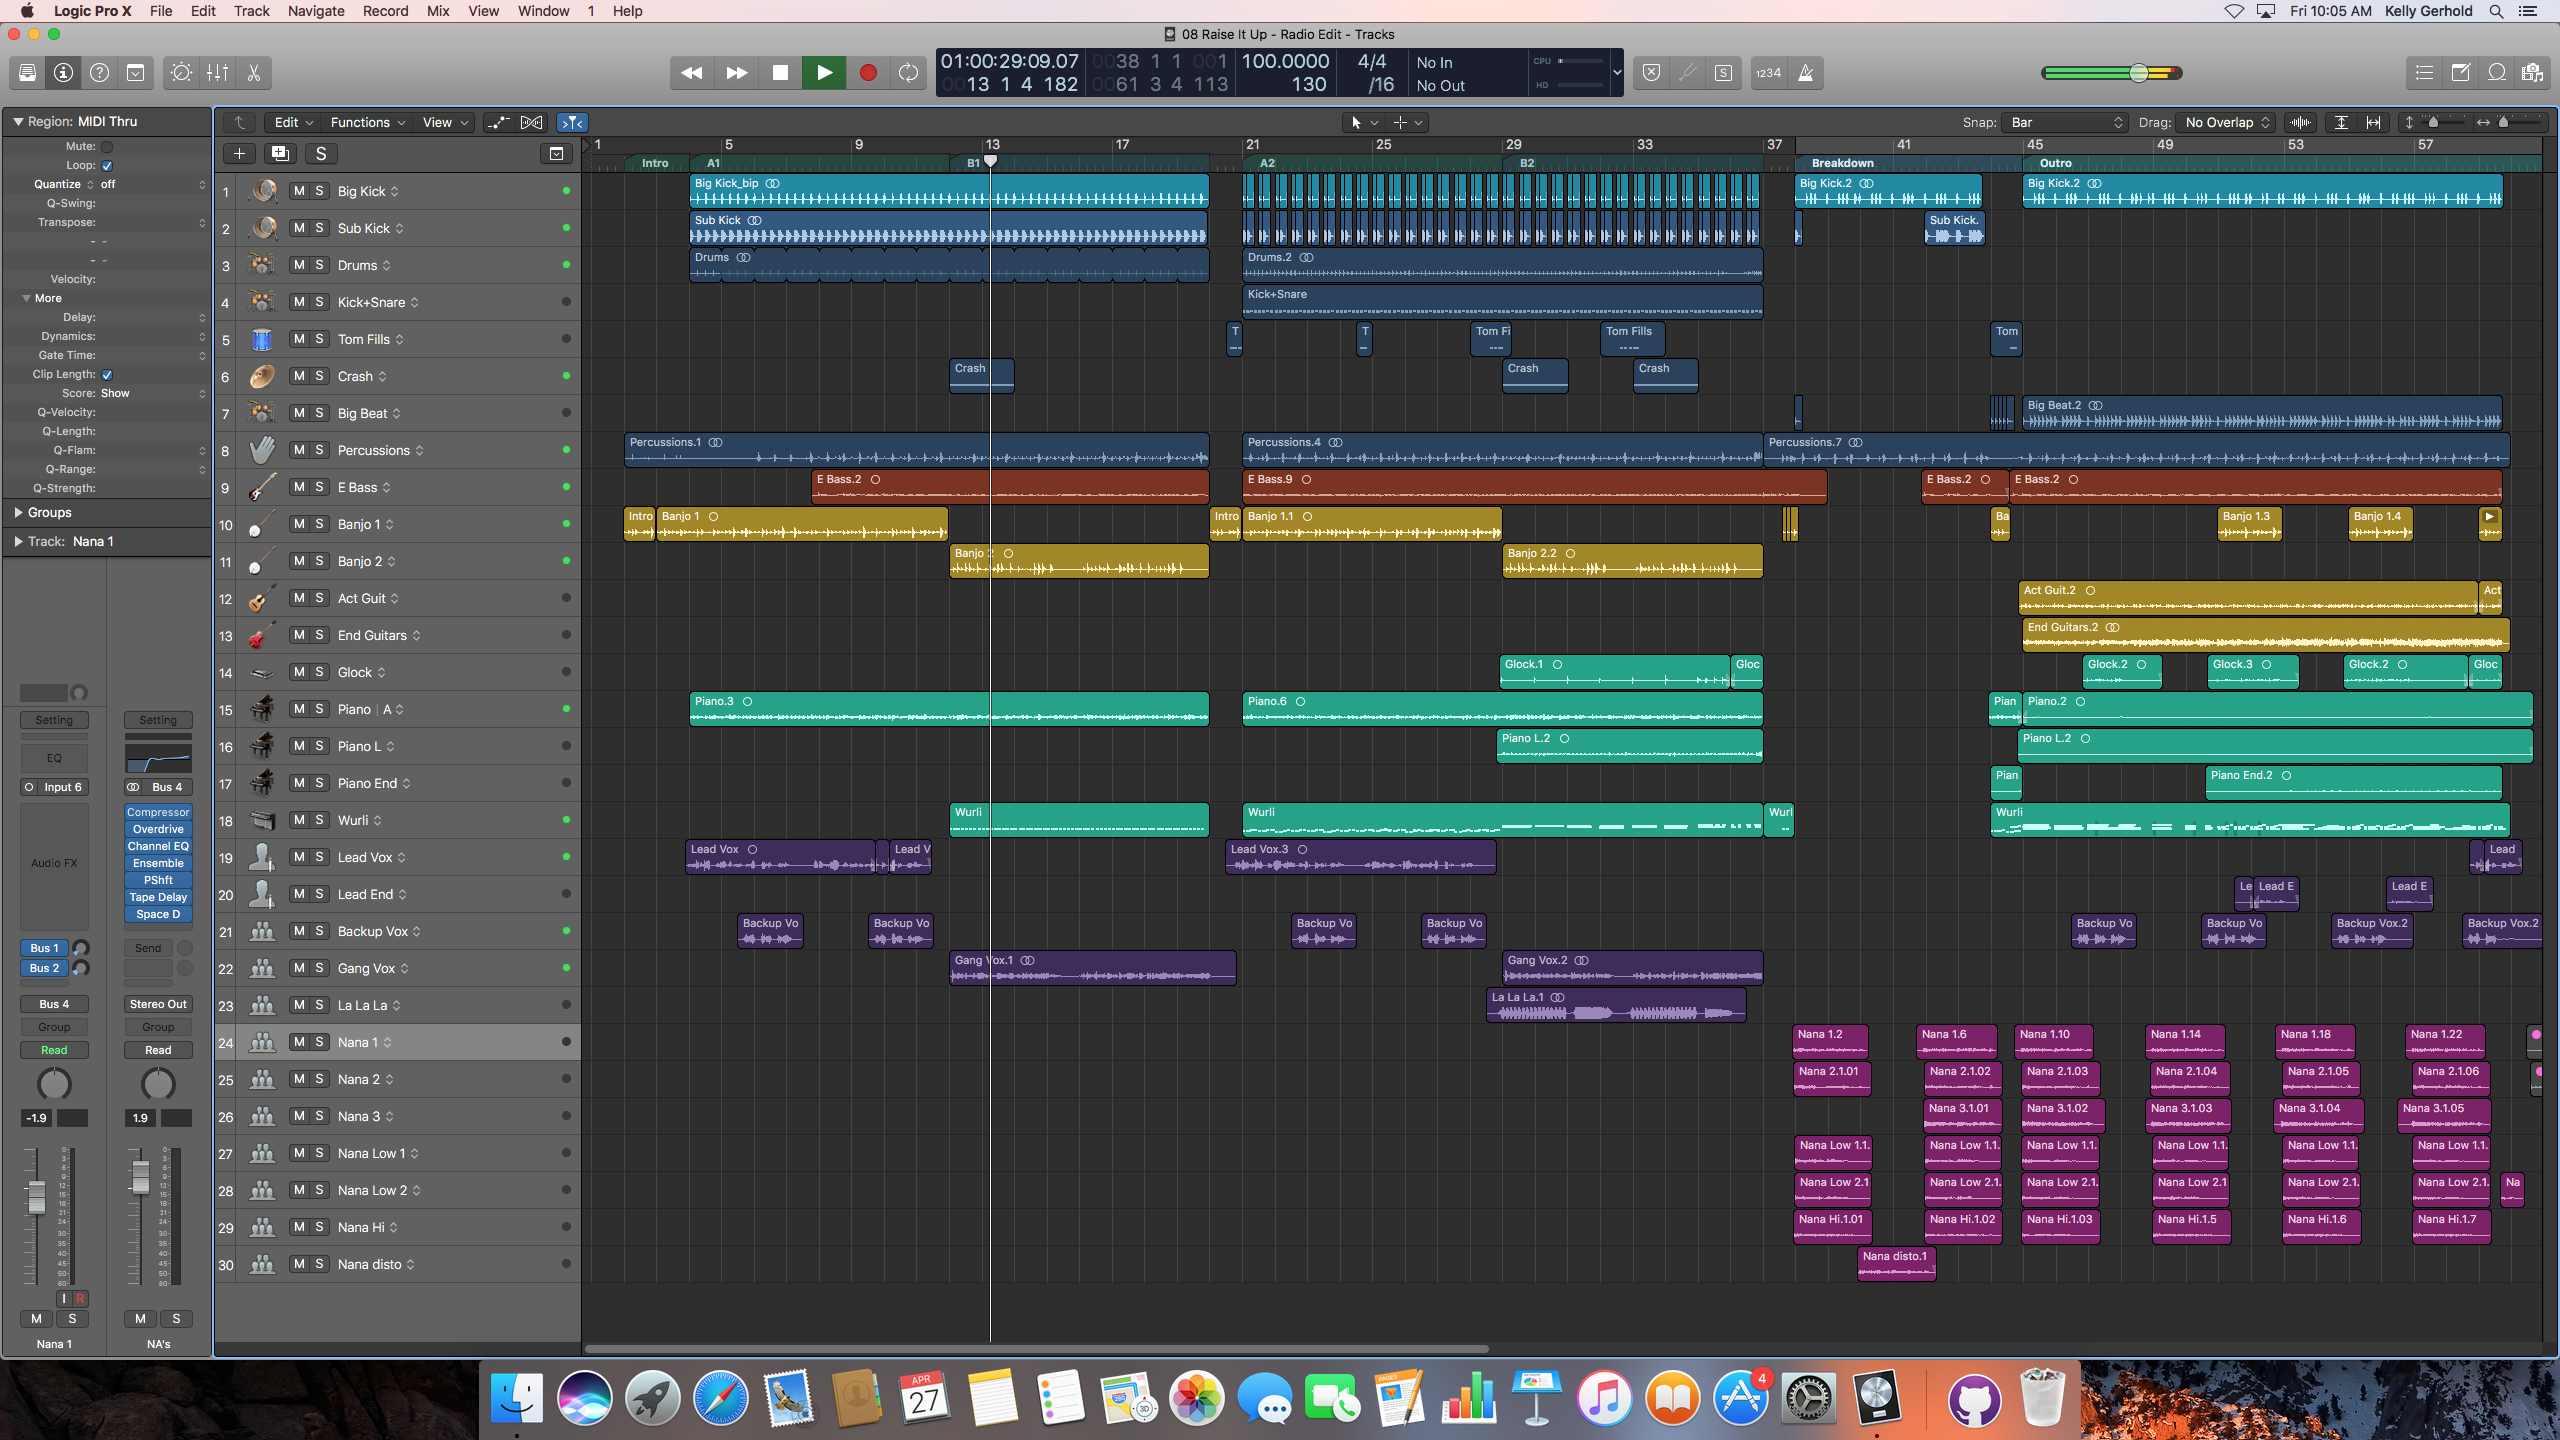 Logic Pro X File Edit Track Navigate Record Mix View Window 1 Help Fri 10:05 AM Kelly Gerhold
08 Raise It Up - Radio Edit - Tracks
01:00:29:09.07 0038 1 1 001 100.0000 4/4 No In CPU
0013 1 4 182 0061 3 4 113 130 /16 No Out HD
1234
Region: MIDI Thru
Mute:
Loop:
Quantize off
Q-Swing:
Transpose:
- -
- -
Velocity:
More
Delay:
Dynamics:
Gate Time:
Clip Length:
Score: Show
Q-Velocity:
Q-Length:
Q-Flam:
Q-Range:
Q-Strength:
Groups
Track: Nana 1
Setting Setting
EQ
Input 6 Bus 4
Audio FX
Compressor
Overdrive
Channel EQ
Ensemble
PShft
Tape Delay
Space D
Bus 1 Send
Bus 2
Bus 4 Stereo Out
Group Group
Read Read
-1.9 1.9
I R
M S M S
Nana 1 NA's
Edit Functions View Snap: Bar Drag: No Overlap
S
1 5 9 13 17 21 25 29 33 37 41 45 49 53 57
Intro A1 B1 A2 B2 Breakdown Outro
1 M S Big Kick Big Kick_bip Big Kick.2 Big Kick.2
2 M S Sub Kick Sub Kick Sub Kick.
3 M S Drums Drums Drums.2
4 M S Kick+Snare Kick+Snare
5 M S Tom Fills T T Tom Fi Tom Fills Tom
6 M S Crash Crash Crash Crash
7 M S Big Beat Big Beat.2
8 M S Percussions Percussions.1 Percussions.4 Percussions.7
9 M S E Bass E Bass.2 E Bass.9 E Bass.2 E Bass.2
10 M S Banjo 1 Intro Banjo 1 Intro Banjo 1.1 Ba Banjo 1.3 Banjo 1.4
11 M S Banjo 2 Banjo 2 Banjo 2.2
12 M S Act Guit Act Guit.2 Act
13 M S End Guitars End Guitars.2
14 M S Glock Glock.1 Gloc Glock.2 Glock.3 Glock.2 Gloc
15 M S Piano | A Piano.3 Piano.6 Pian Piano.2
16 M S Piano L Piano L.2 Piano L.2
17 M S Piano End Pian Piano End.2
18 M S Wurli Wurli Wurli Wurl Wurli
19 M S Lead Vox Lead Vox Lead V Lead Vox.3 Lead
20 M S Lead End Le Lead E Lead E
21 M S Backup Vox Backup Vo Backup Vo Backup Vo Backup Vo Backup Vo Backup Vo Backup Vox.2 Backup Vox.2
22 M S Gang Vox Gang Vox.1 Gang Vox.2
23 M S La La La La La La.1
24 M S Nana 1 Nana 1.2 Nana 1.6 Nana 1.10 Nana 1.14 Nana 1.18 Nana 1.22
25 M S Nana 2 Nana 2.1.01 Nana 2.1.02 Nana 2.1.03 Nana 2.1.04 Nana 2.1.05 Nana 2.1.06
26 M S Nana 3 Nana 3.1.01 Nana 3.1.02 Nana 3.1.03 Nana 3.1.04 Nana 3.1.05
27 M S Nana Low 1 Nana Low 1.1. Nana Low 1.1. Nana Low 1.1. Nana Low 1.1. Nana Low 1.1. Nana Low 1.1.
28 M S Nana Low 2 Nana Low 2.1 Nana Low 2.1. Nana Low 2.1 Nana Low 2.1 Nana Low 2.1. Nana Low 2.1. Na
29 M S Nana Hi Nana Hi.1.01 Nana Hi.1.02 Nana Hi.1.03 Nana Hi.1.5 Nana Hi.1.6 Nana Hi.1.7
30 M S Nana disto Nana disto.1
APR
27
3D
PAGES
4